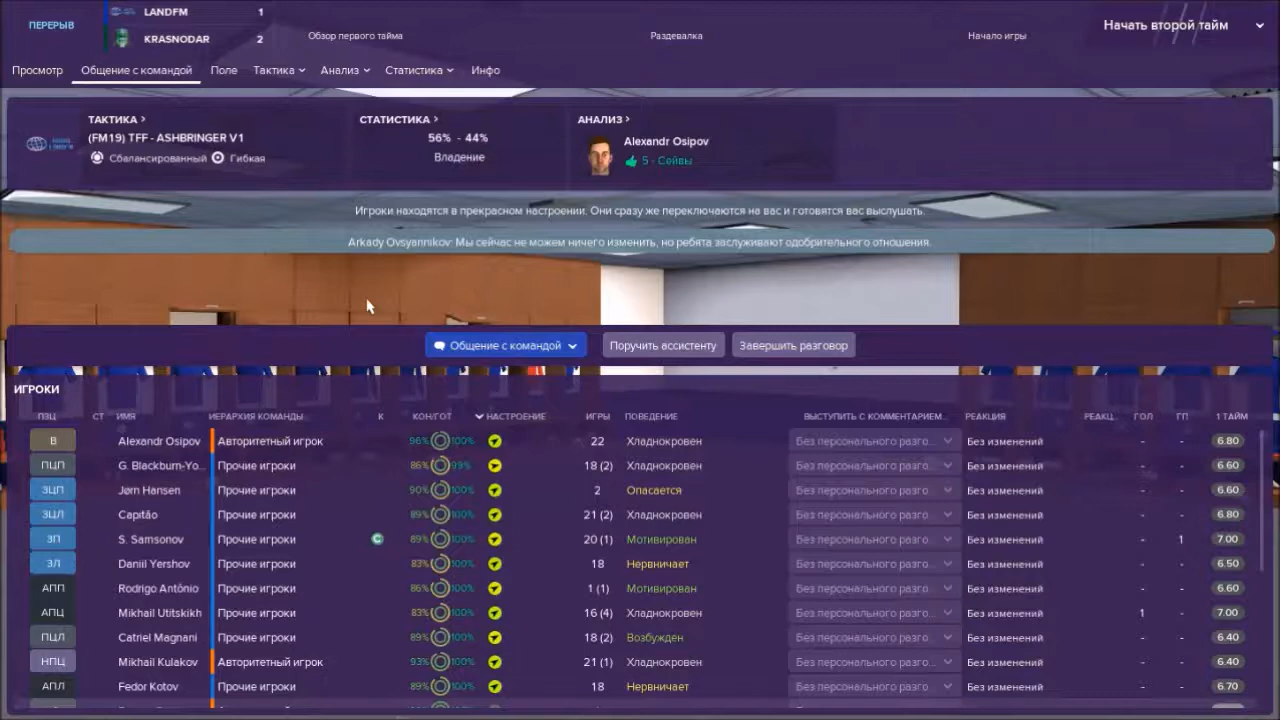 ПЕРЕРЫВ
LANDFM 1
KRASNODAR 2
Обзор первого тайма
Раздевалка
Начало игры
Начать второй тайм
Просмотр Общение с командой Поле Тактика Анализ Статистика Инфо
ТАКТИКА >
(FM19) TFF - ASHBRINGER V1
Сбалансированный Гибкая
СТАТИСТИКА >
56% - 44%
Владение
АНАЛИЗ >
Alexandr Osipov
5 - Сейвы
Игроки находятся в прекрасном настроении. Они сразу же переключаются на вас и готовятся вас выслушать.
Arkady Ovsyannikov: Мы сейчас не можем ничего изменить, но ребята заслуживают одобрительного отношения.
Общение с командой Поручить ассистенту Завершить разговор
ИГРОКИ
ПЗЦ СТ ИМЯ ИЕРАРХИЯ КОМАНДЫ К КОН/ГОТ НАСТРОЕНИЕ ИГРЫ ПОВЕДЕНИЕ ВЫСТУПИТЬ С КОММЕНТАРИЕМ... РЕАКЦИЯ РЕАКЦ. ГОЛ ГП 1 ТАЙМ
В Alexandr Osipov Авторитетный игрок 96% 100% 22 Хладнокровен Без персонального разго... Без изменений - - 6.80
ПЦП G. Blackburn-Yo... Прочие игроки 86% 99% 18 (2) Хладнокровен Без персонального разго... Без изменений - - 6.60
ЗЦП Jørn Hansen Прочие игроки 90% 100% 2 Опасается Без персонального разго... Без изменений - - 6.60
ЗЦЛ Capitão Прочие игроки 89% 100% 21 (2) Хладнокровен Без персонального разго... Без изменений - - 6.80
ЗП S. Samsonov Прочие игроки C 89% 100% 20 (1) Мотивирован Без персонального разго... Без изменений - 1 7.00
ЗЛ Daniil Yershov Прочие игроки 83% 100% 18 Нервничает Без персонального разго... Без изменений - - 6.50
АПП Rodrigo Antônio Прочие игроки 86% 100% 1 (1) Мотивирован Без персонального разго... Без изменений - - 6.60
АПЦ Mikhail Utitskikh Прочие игроки 83% 100% 16 (4) Хладнокровен Без персонального разго... Без изменений 1 - 7.00
ПЦЛ Catriel Magnani Прочие игроки 89% 100% 18 (2) Возбужден Без персонального разго... Без изменений - - 6.40
НПЦ Mikhail Kulakov Авторитетный игрок 93% 100% 21 (1) Хладнокровен Без персонального разго... Без изменений - - 6.40
АПЛ Fedor Kotov Прочие игроки 89% 100% 18 Нервничает Без персонального разго... Без изменений - - 6.70